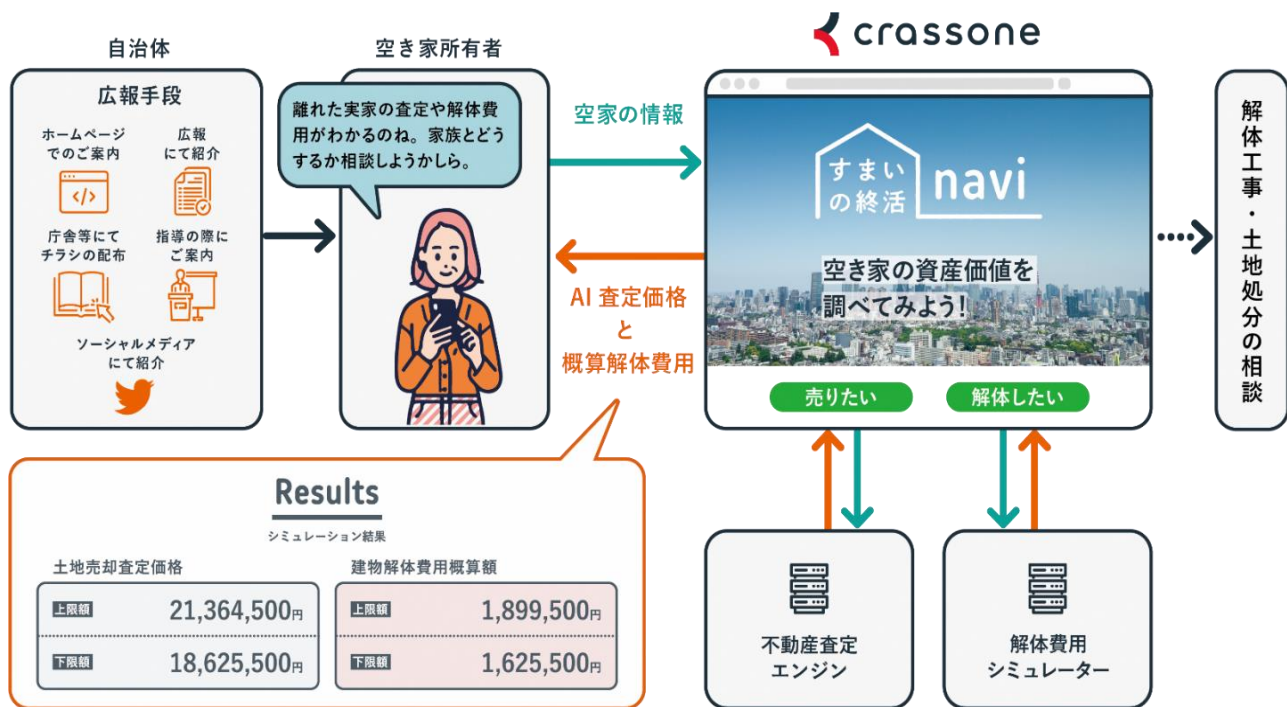 自治体
広報手段
ホームページ
でのご案内
広報
にて紹介
庁舎等にて
チラシの配布
指導の際に
ご案内
ソーシャルメディア
にて紹介
空き家所有者
離れた実家の査定や解体費
用がわかるのね。家族とどう
するか相談しようかしら。
空家の情報
AI 査定価格
と
概算解体費用
crassone
すまい
の終活
navi
空き家の資産価値を
調べてみよう！
売りたい
解体したい
解体工事・土地処分の相談
Results
シミュレーション結果
土地売却査定価格
上限額 21,364,500円
下限額 18,625,500円
建物解体費用概算額
上限額 1,899,500円
下限額 1,625,500円
不動産査定
エンジン
解体費用
シミュレーター